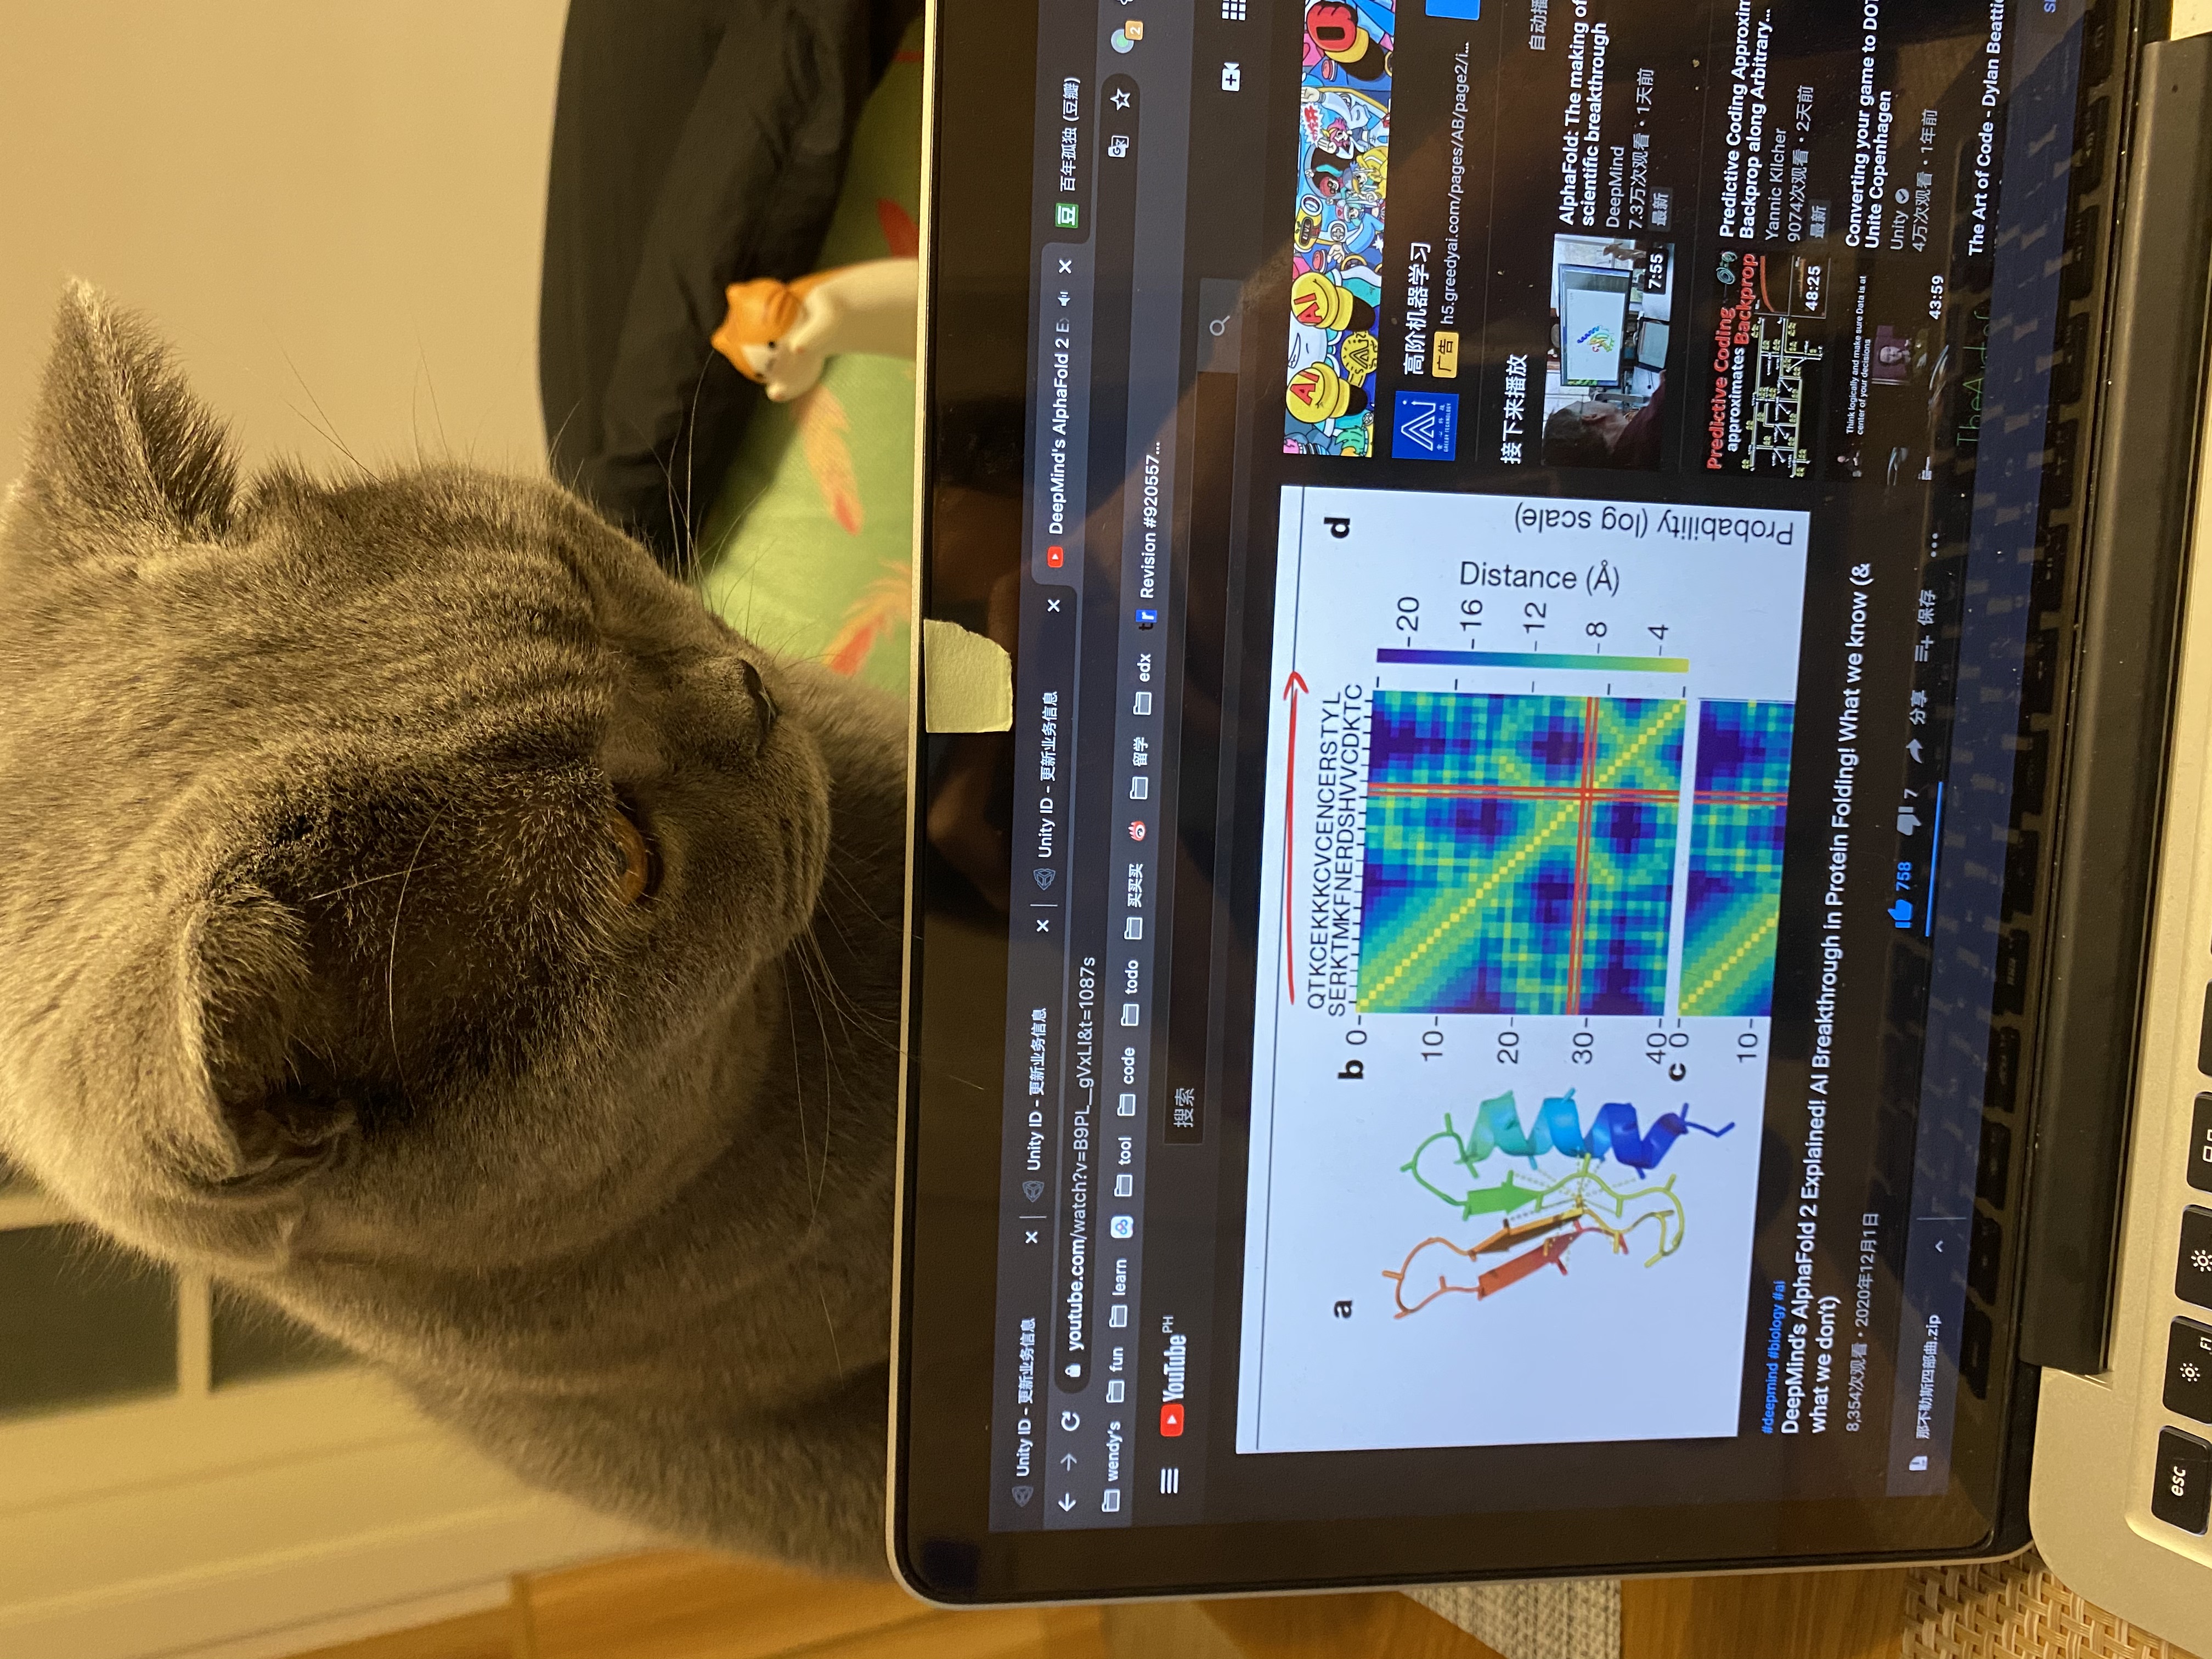 Unity ID - 更新业务信息
Unity ID - 更新业务信息
Unity ID - 更新业务信息
DeepMind's AlphaFold 2 E
百年孤独 (豆瓣)
youtube.com/watch?v=B9PL__gVxLI&t=1087s
wendy's
fun
learn
tool
code
todo
买买买
留学
edx
Revision #920557...
YouTube PH
搜索
QTKCEKKKCVCENCERSTYL
SERKTMKFNERDSHVVCDKTC
a
b
d
0
10
20
30
40
20
16
12
8
4
Distance (Å)
Probability (log scale)
c
0
10
#deepmind #biology #ai
DeepMind's AlphaFold 2 Explained! AI Breakthrough in Protein Folding! What we know (&
what we don't)
8,354次观看 • 2020年12月1日
758
7
分享
保存
AI
AI
Ai
GREEDY TECHNOLOGY
高阶机器学习
广告 h5.greedyai.com/pages/AB/page2/i...
接下来播放
自动播
7:55
AlphaFold: The making of
scientific breakthrough
DeepMind
7.3万次观看 • 1天前
最新
Predictive Coding
approximates Backprop
48:25
Predictive Coding Approxim
Backprop along Arbitrary...
Yannic Kilcher
9074次观看 • 2天前
最新
Think logically and make sure Data is at
center of your decisions
43:59
Converting your game to DOT
Unite Copenhagen
Unity
4万次观看 • 1年前
The Art of
The Art of Code - Dylan Beattie
那不勒斯四部曲.zip
esc
F1